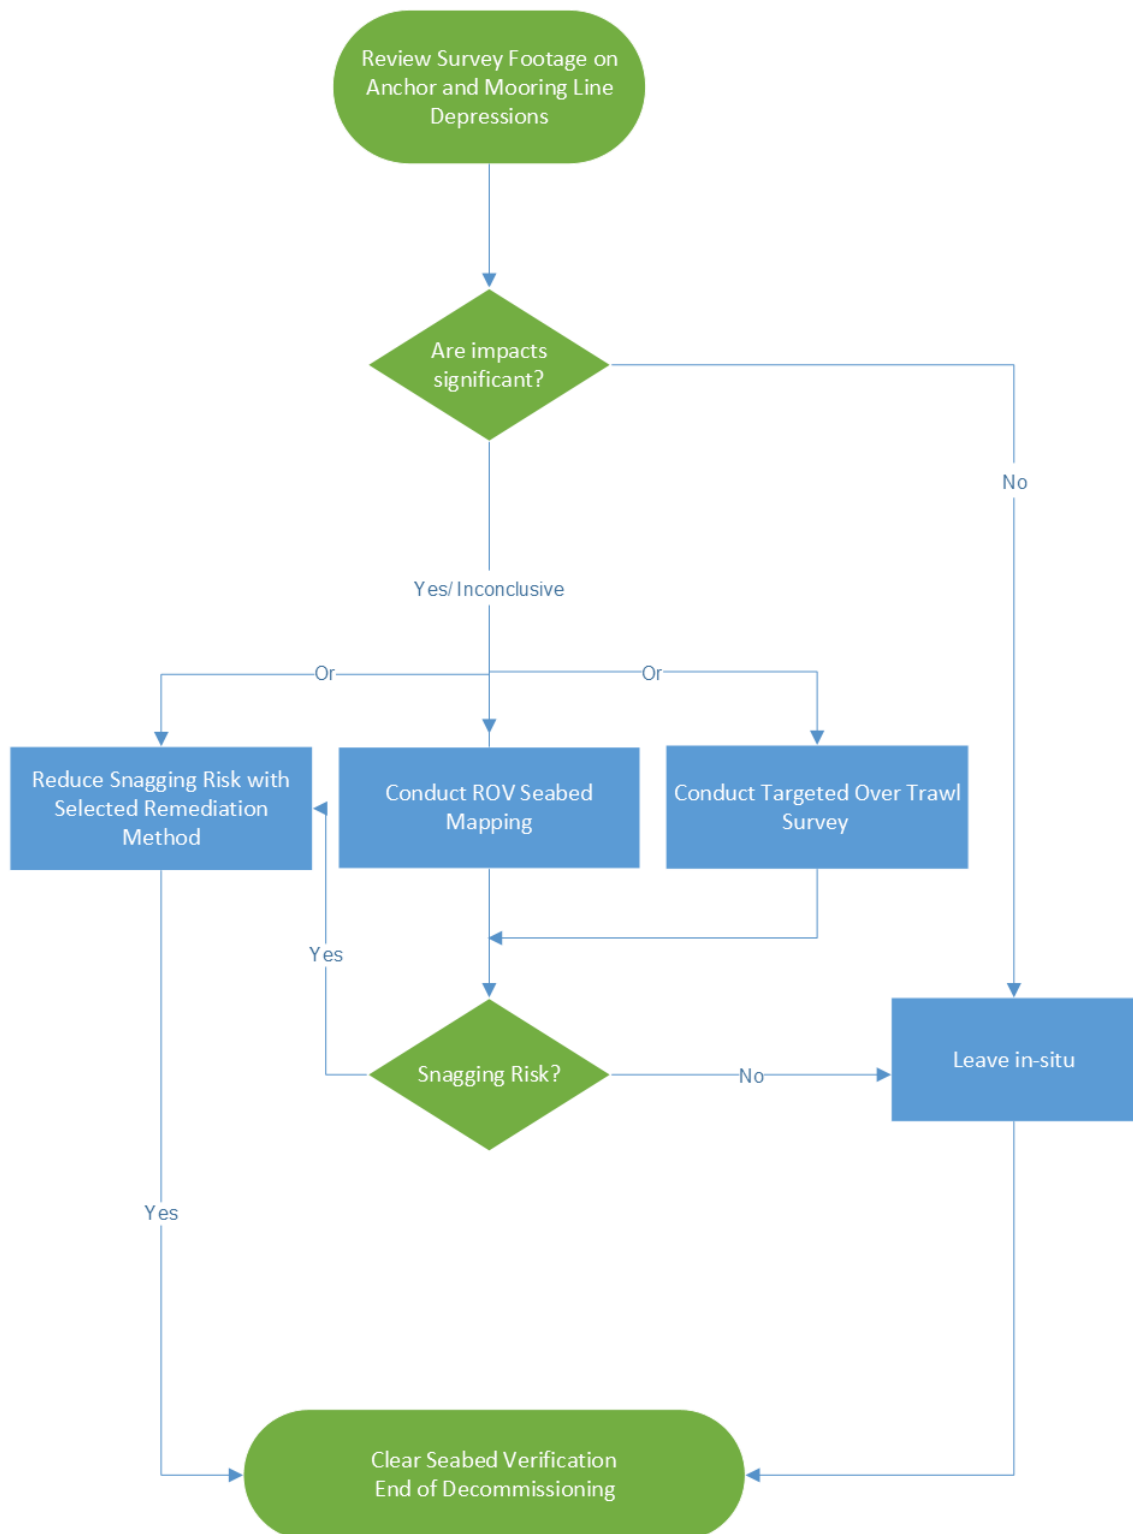 Review Survey Footage on
Anchor and Mooring Line
Depressions
Are impacts
significant?
No
Yes/ Inconclusive
Or
Or
Reduce Snagging Risk with
Selected Remediation
Method
Conduct ROV Seabed
Mapping
Conduct Targeted Over Trawl
Survey
Yes
Snagging Risk?
No
Leave in-situ
Yes
Clear Seabed Verification
End of Decommissioning